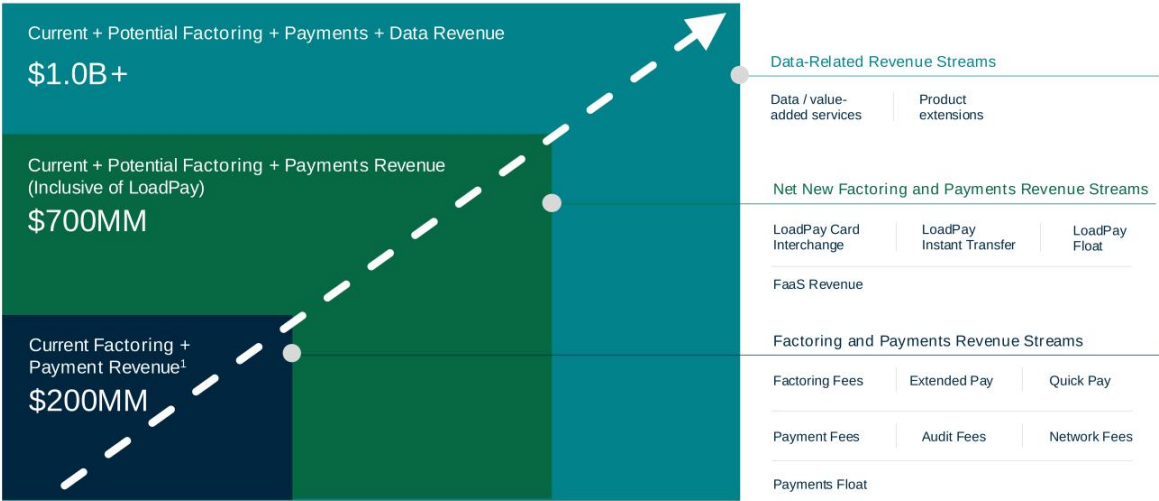 Current + Potential Factoring + Payments + Data Revenue
$1.0B+
Current + Potential Factoring + Payments Revenue
(Inclusive of LoadPay)
$700MM
Current Factoring +
Payment Revenue¹
$200MM
Data-Related Revenue Streams
Data / value-
added services
Product
extensions
Net New Factoring and Payments Revenue Streams
LoadPay Card
Interchange
LoadPay
Instant Transfer
LoadPay
Float
FaaS Revenue
Factoring and Payments Revenue Streams
Factoring Fees
Extended Pay
Quick Pay
Payment Fees
Audit Fees
Network Fees
Payments Float